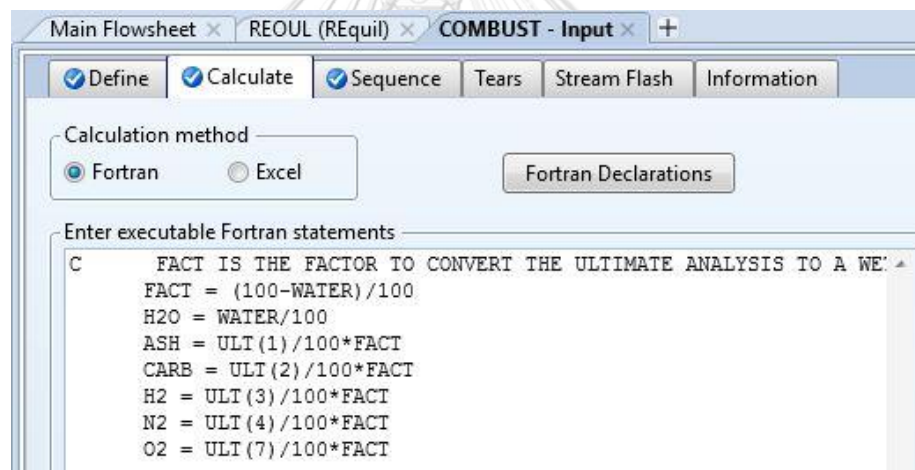 Main Flowsheet × REOUL (REquil) × COMBUST - Input × +
Define Calculate Sequence Tears Stream Flash Information
Calculation method
Fortran Excel Fortran Declarations
Enter executable Fortran statements
C FACT IS THE FACTOR TO CONVERT THE ULTIMATE ANALYSIS TO A
FACT = (100-WATER)/100
H2O = WATER/100
ASH = ULT(1)/100*FACT
CARB = ULT(2)/100*FACT
H2 = ULT(3)/100*FACT
N2 = ULT(4)/100*FACT
O2 = ULT(7)/100*FACT